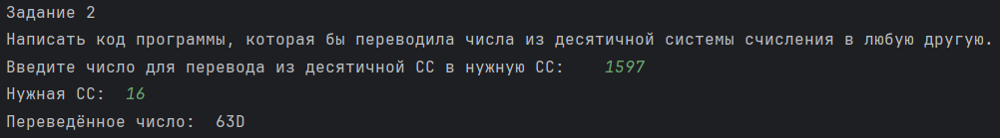 Задание 2
Написать код программы, которая бы переводила числа из десятичной системы счисления в любую другую.
Введите число для перевода из десятичной СС в нужную СС: 1597
Нужная СС: 16
Переведённое число: 63D